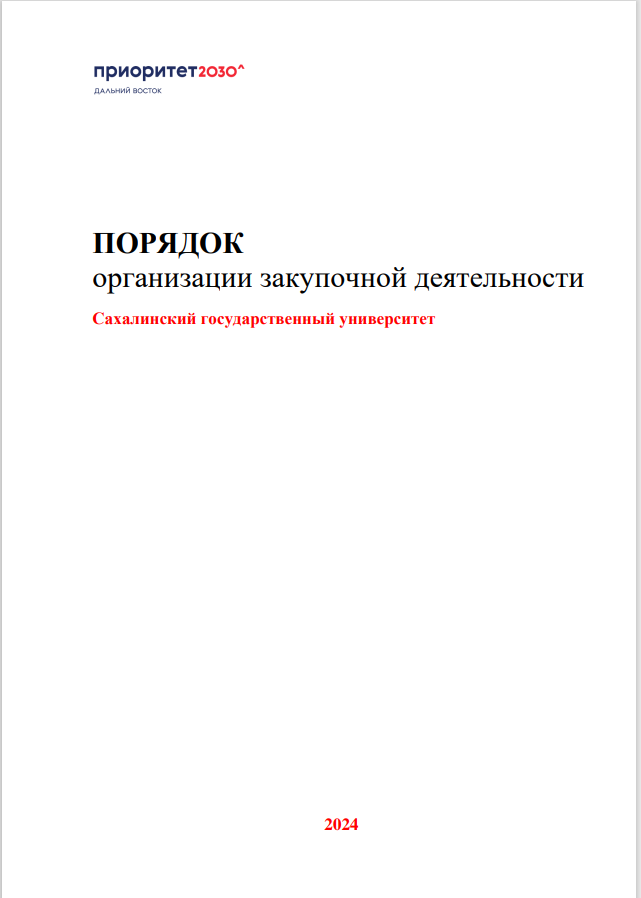 приоритет2030^
ДАЛЬНИЙ ВОСТОК
ПОРЯДОК
организации закупочной деятельности
Сахалинский государственный университет
2024